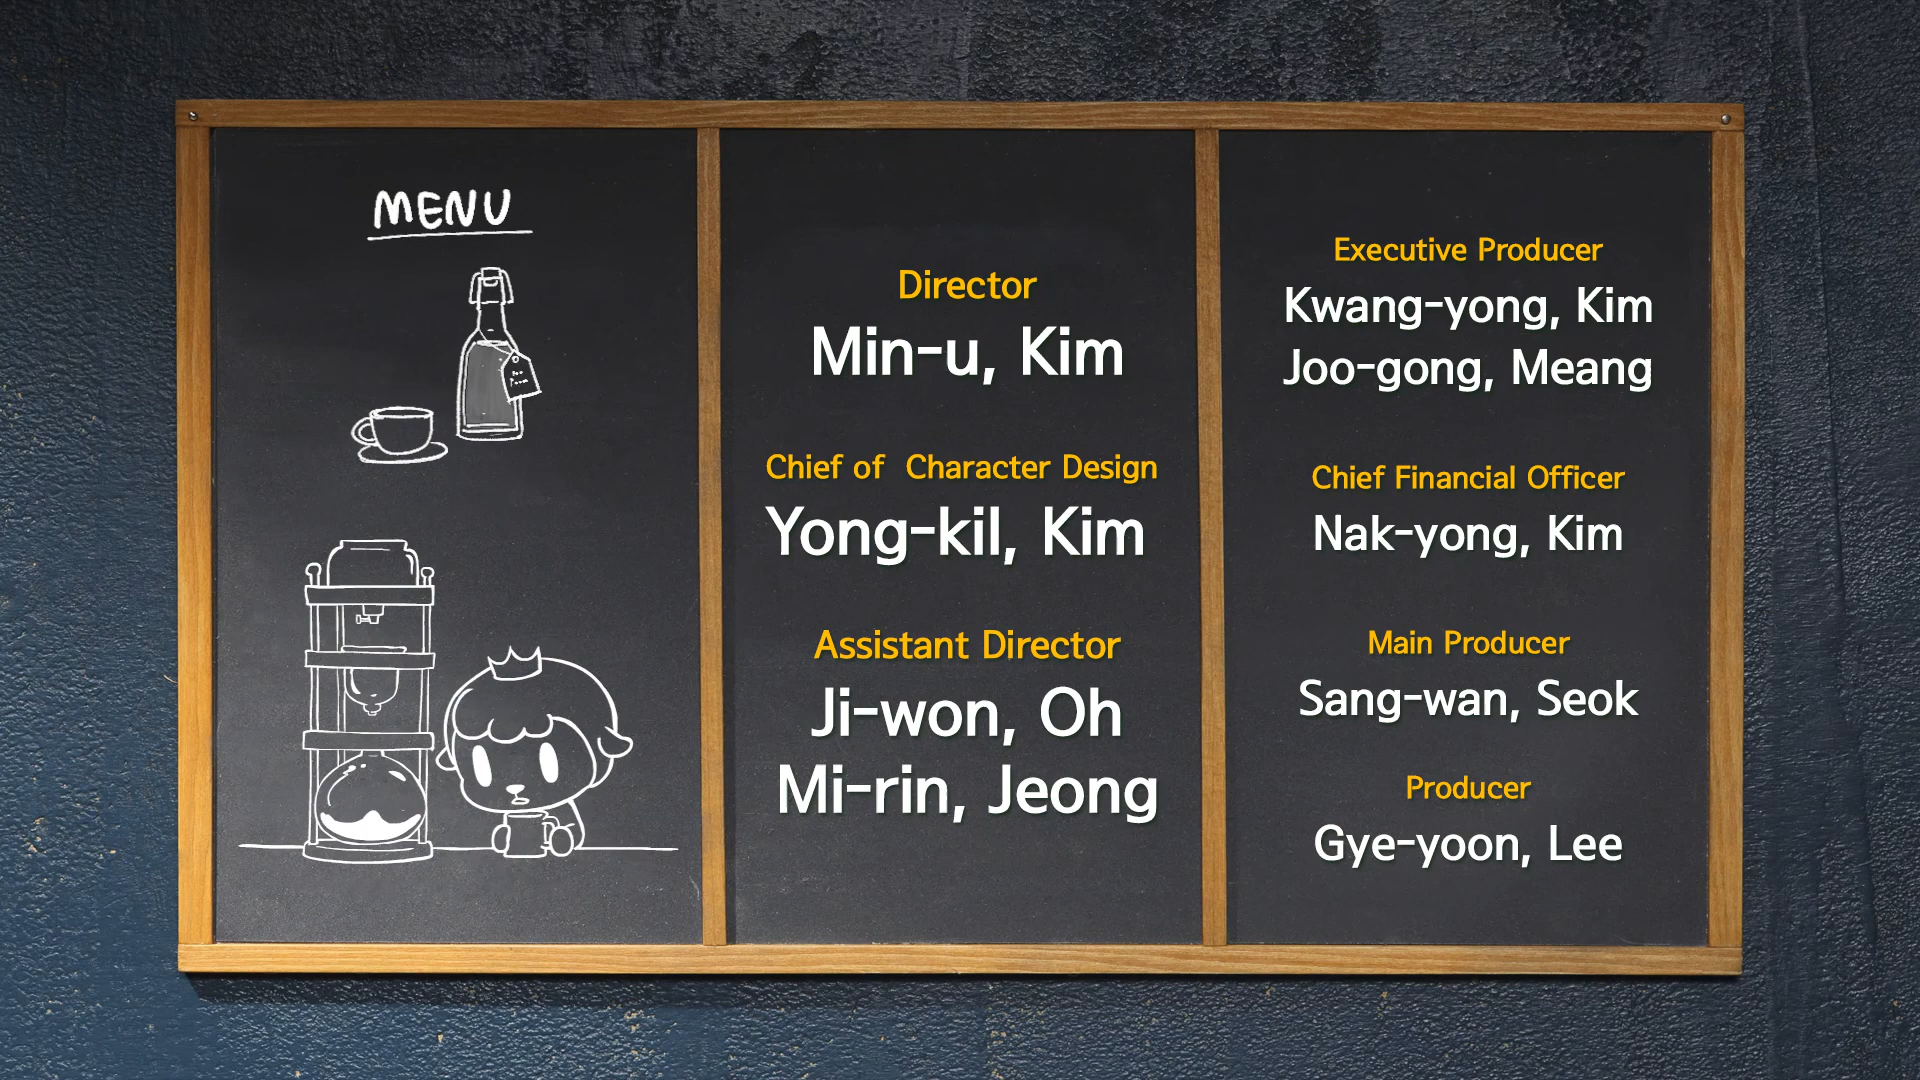 MENU
Director
Min-u, Kim
Chief of  Character Design
Yong-kil, Kim
Assistant Director
Ji-won, Oh
Mi-rin, Jeong
Executive Producer
Kwang-yong, Kim
Joo-gong, Meang
Chief Financial Officer
Nak-yong, Kim
Main Producer
Sang-wan, Seok
Producer
Gye-yoon, Lee